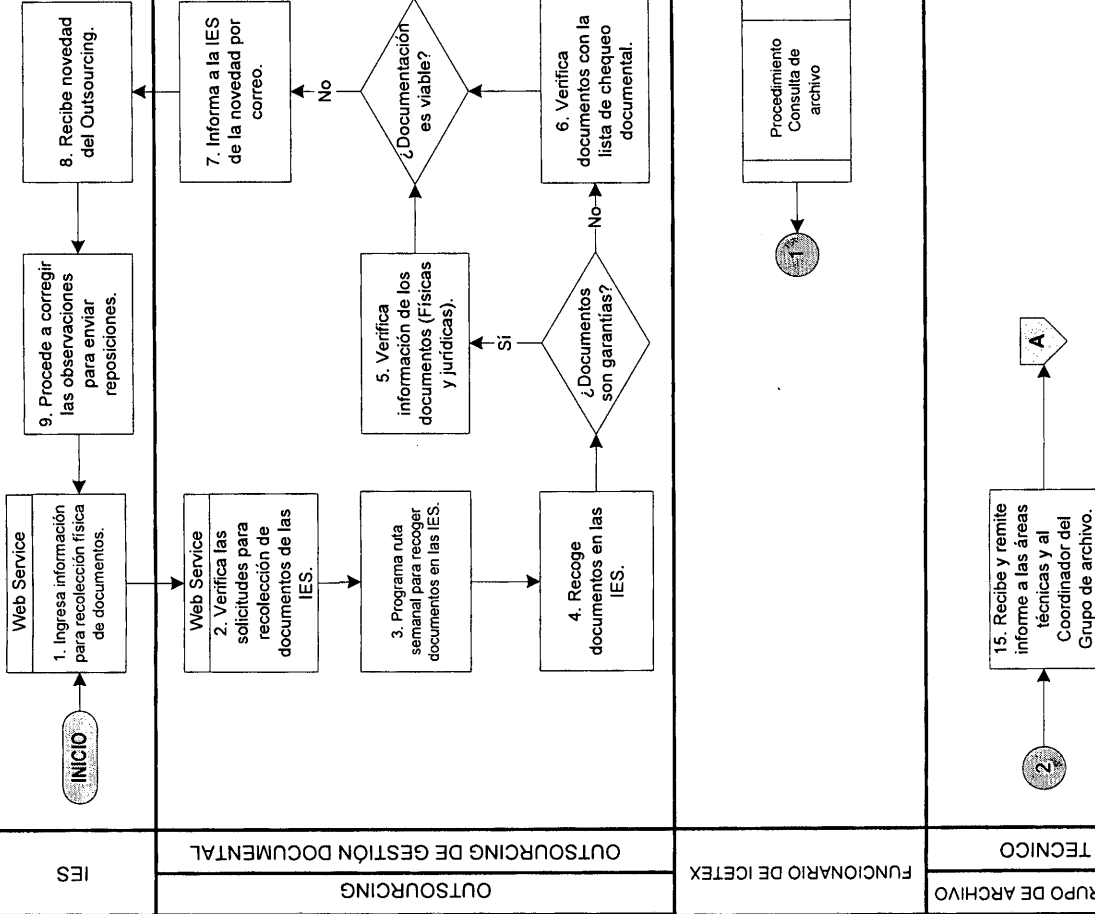 Web Service
1. Ingresa información
para recolección física
de documentos.
INICIO
9. Procede a corregir
las observaciones
para enviar
reposiciones.
8. Recibe novedad
del Outsourcing.
IES
Web Service
2. Verifica las
solicitudes para
recolección de
documentos de las
IES.
3. Programa ruta
semanal para recoger
documentos en las IES.
4. Recoge
documentos en las
IES.
¿Documentos
son garantías?
Sí
No
5. Verifica
información de los
documentos (Físicas
y jurídicas).
6. Verifica
documentos con la
lista de chequeo
documental.
¿Documentación
es viable?
No
7. Informa a la IES
de la novedad por
correo.
OUTSOURCING DE GESTIÓN DOCUMENTAL
OUTSOURCING
Procedimiento
Consulta de
archivo
1
FUNCIONARIO DE ICETEX
2
15. Recibe y remite
informe a las áreas
técnicas y al
Coordinador del
Grupo de archivo.
A
TECNICO
RUPO DE ARCHIVO